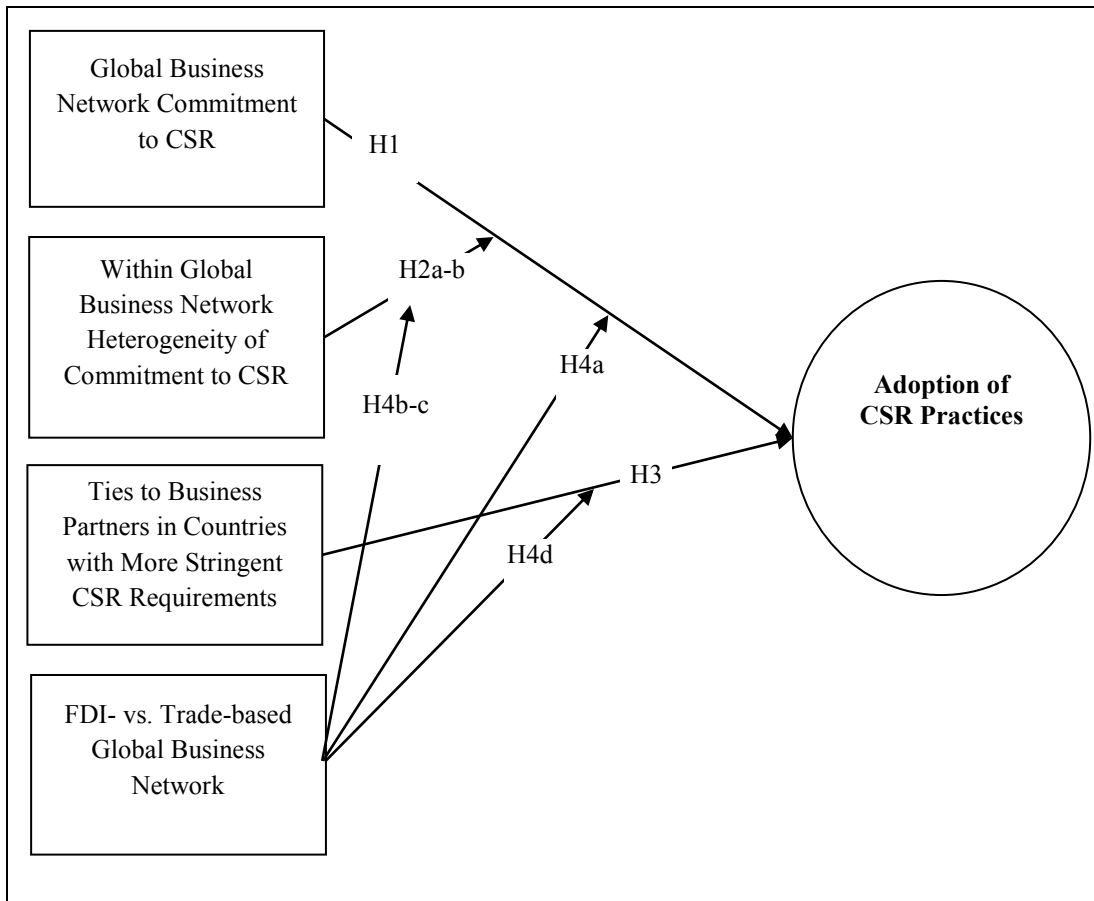 Global Business
Network Commitment
to CSR
H1
Within Global
Business Network
Heterogeneity of
Commitment to CSR
H2a-b
H4a
H4b-c
Adoption of
CSR Practices
Ties to Business
Partners in Countries
with More Stringent
CSR Requirements
H3
H4d
FDI- vs. Trade-based
Global Business
Network